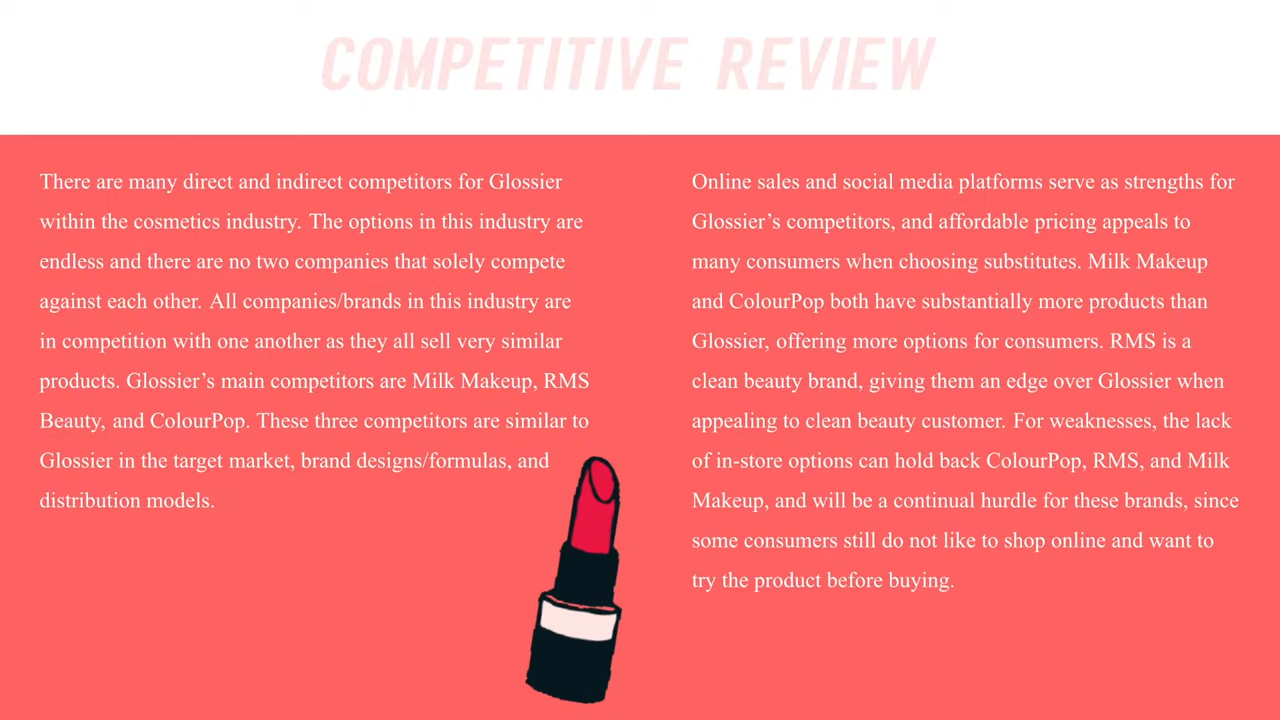 COMPETITIVE REVIEW
There are many direct and indirect competitors for Glossier
within the cosmetics industry. The options in this industry are
endless and there are no two companies that solely compete
against each other. All companies/brands in this industry are
in competition with one another as they all sell very similar
products. Glossier’s main competitors are Milk Makeup, RMS
Beauty, and ColourPop. These three competitors are similar to
Glossier in the target market, brand designs/formulas, and
distribution models.
Online sales and social media platforms serve as strengths for
Glossier’s competitors, and affordable pricing appeals to
many consumers when choosing substitutes. Milk Makeup
and ColourPop both have substantially more products than
Glossier, offering more options for consumers. RMS is a
clean beauty brand, giving them an edge over Glossier when
appealing to clean beauty customer. For weaknesses, the lack
of in-store options can hold back ColourPop, RMS, and Milk
Makeup, and will be a continual hurdle for these brands, since
some consumers still do not like to shop online and want to
try the product before buying.